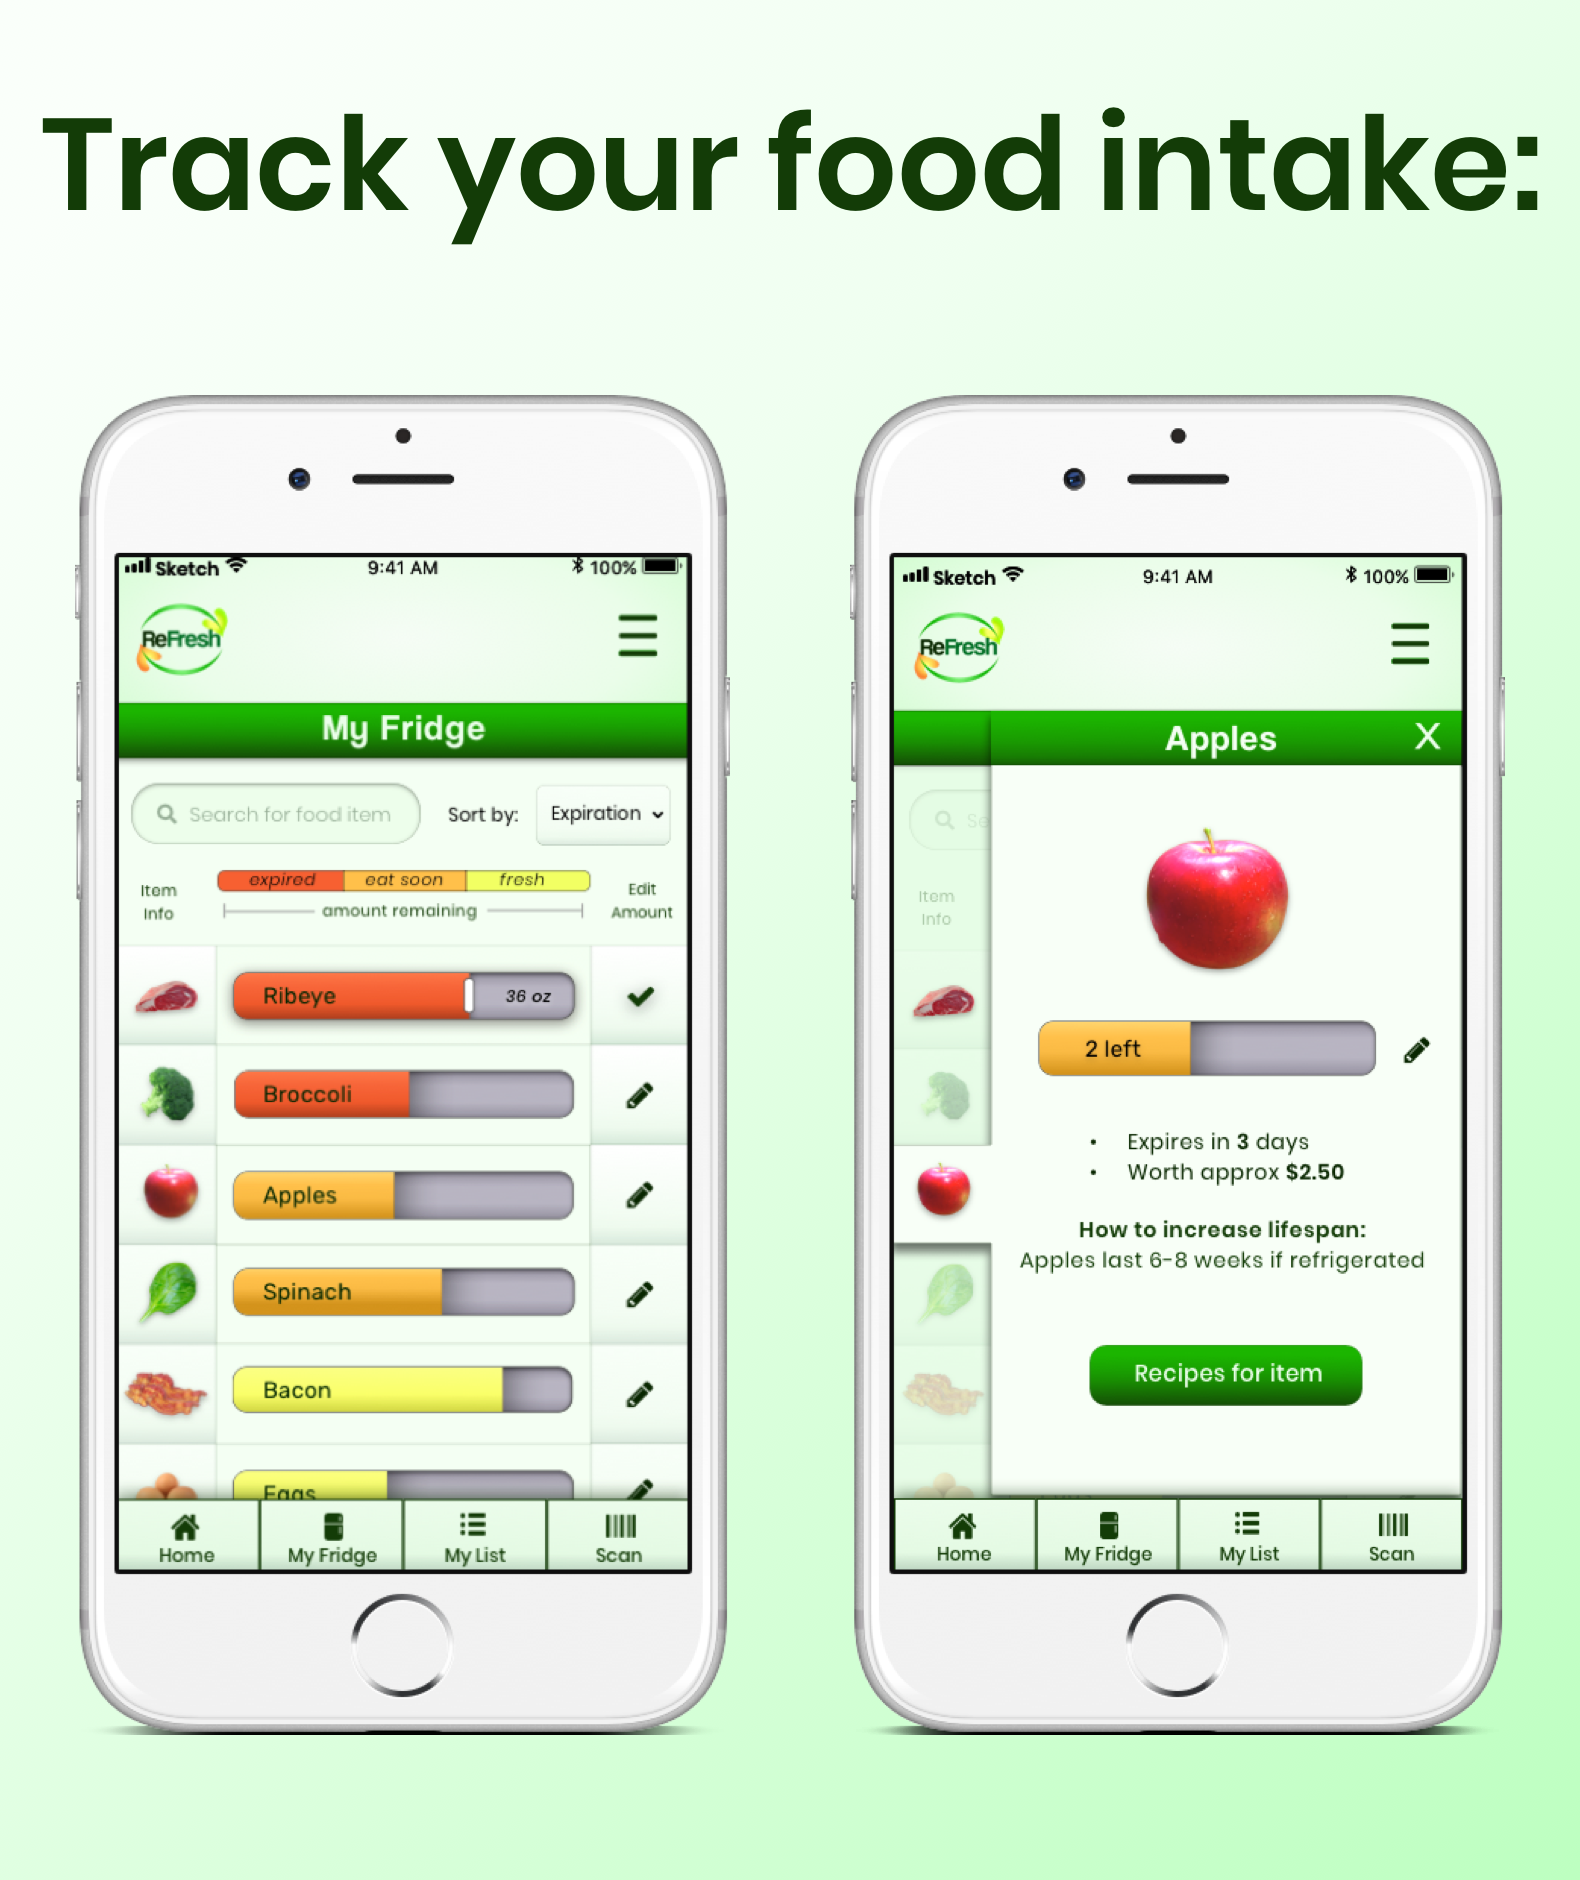 Track your food intake:
Sketch 9:41 AM 100%
ReFresh
My Fridge
Search for food item Sort by: Expiration
expired eat soon fresh
Item Info
amount remaining
Edit Amount
Ribeye 36 oz
Broccoli
Apples
Spinach
Bacon
Eggs
Home My Fridge My List Scan
Sketch 9:41 AM 100%
ReFresh
Apples X
Se
Item
Info
2 left
• Expires in 3 days
• Worth approx $2.50
How to increase lifespan:
Apples last 6-8 weeks if refrigerated
Recipes for item
Home My Fridge My List Scan